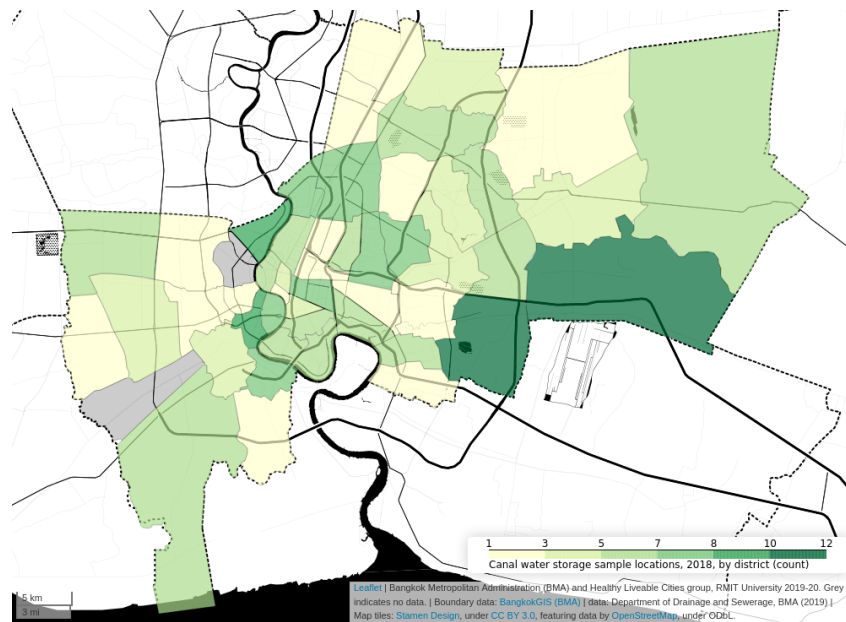 1 3 5 7 8 10 12
Canal water storage sample locations, 2018, by district (count)
5 km
3 mi
Leaflet | Bangkok Metropolitan Administration (BMA) and Healthy Liveable Cities group, RMIT University 2019-20. Grey
indicates no data. | Boundary data: BangkokGIS (BMA) | data: Department of Drainage and Sewerage, BMA (2019) |
Map tiles: Stamen Design, under CC BY 3.0, featuring data by OpenStreetMap, under ODbL.